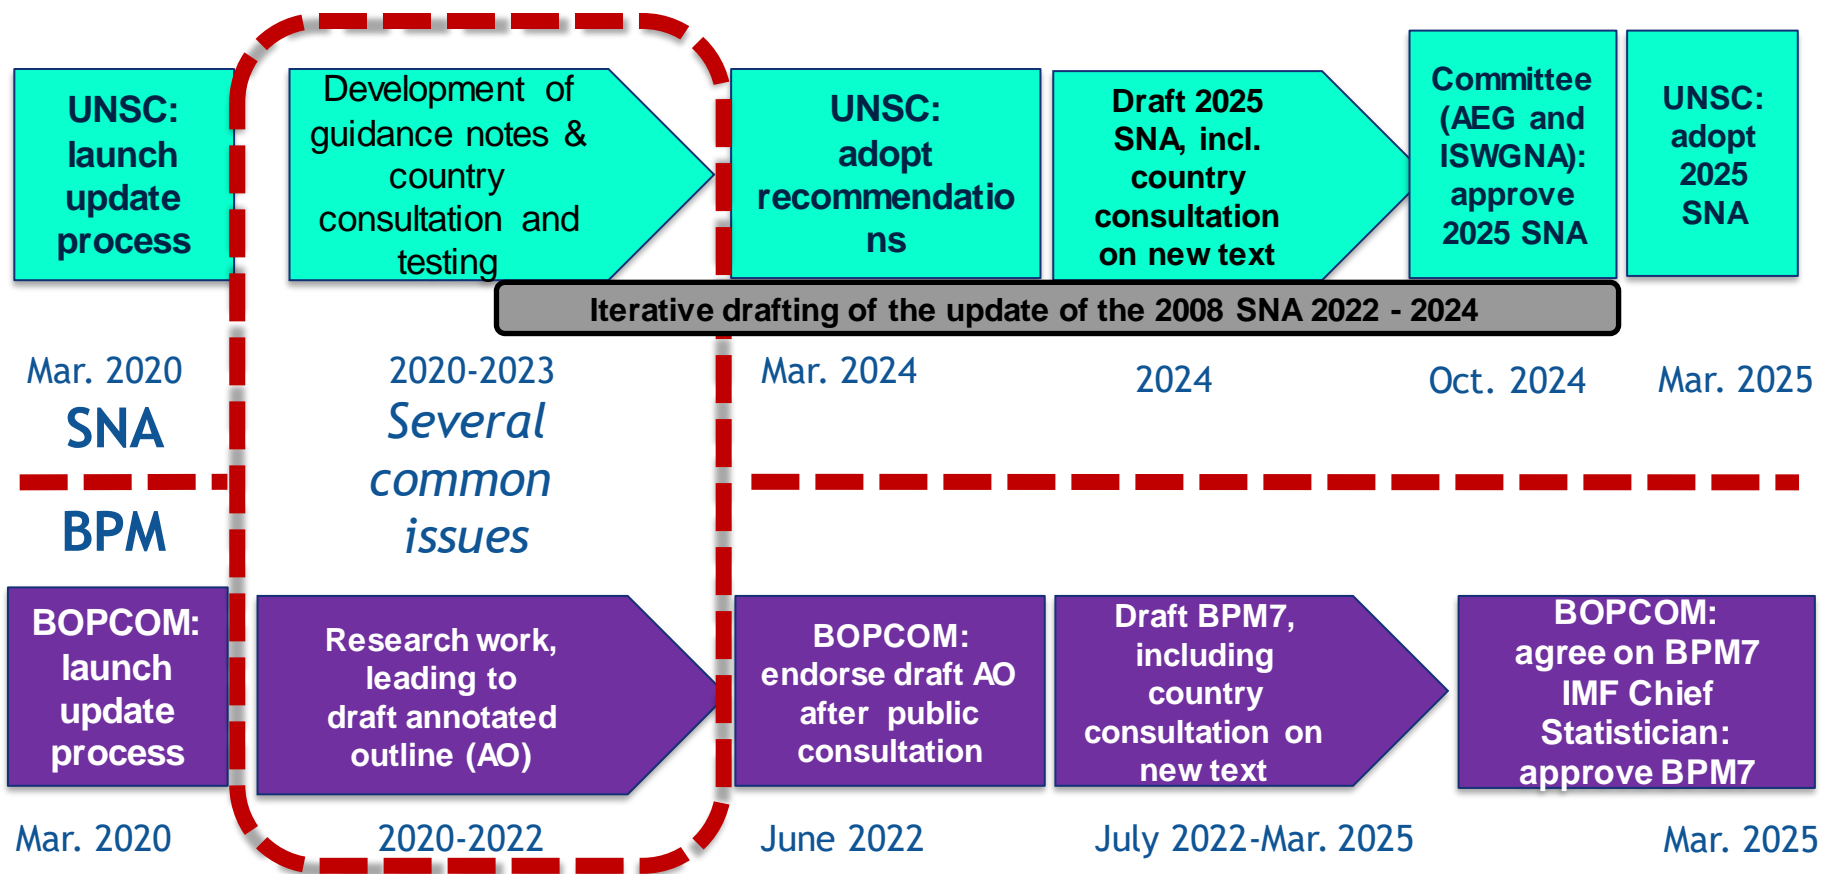 UNSC:
launch
update
process
Development of
guidance notes &
country
consultation and
testing
UNSC:
adopt
recommendatio
ns
Draft 2025
SNA, incl.
country
consultation
on new text
Committee
(AEG and
ISWGNA):
approve
2025 SNA
UNSC:
adopt
2025
SNA
Iterative drafting of the update of the 2008 SNA 2022 - 2024
Mar. 2020
2020-2023
Mar. 2024
2024
Oct. 2024
Mar. 2025
SNA
Several
common
issues
BPM
BOPCOM:
launch
update
process
Research work,
leading to
draft annotated
outline (AO)
BOPCOM:
endorse draft AO
after public
consultation
Draft BPM7,
including
country
consultation on
new text
BOPCOM:
agree on BPM7
IMF Chief
Statistician:
approve BPM7
Mar. 2020
2020-2022
June 2022
July 2022-Mar. 2025
Mar. 2025